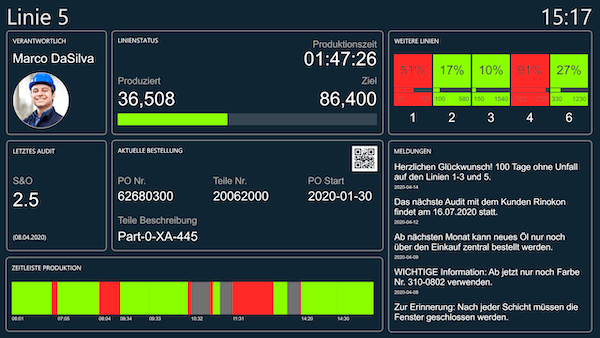 Linie 5
15:17
VERANTWORTLICH
Marco DaSilva
LINIENSTATUS
Produktionszeit
01:47:26
Produziert
Ziel
36,508
86,400
WEITERE LINIEN
51% 17% 10% 91% 27%
100 580 150 1540 330 1230
1 2 3 4 6
LETZTES AUDIT
S&O
2.5
(08.04.2020)
AKTUELLE BESTELLUNG
PO Nr. Teile Nr. PO Start
62680300 20062000 2020-01-30
Teile Beschreibung
Part-0-XA-445
MELDUNGEN
Herzlichen Glückwunsch! 100 Tage ohne Unfall
auf den Linien 1-3 und 5.
2020-04-14
Das nächste Audit mit dem Kunden Rinokon
findet am 16.07.2020 statt.
2020-04-12
Ab nächsten Monat kann neues Öl nur noch
über den Einkauf zentral bestellt werden.
2020-04-09
WICHTIGE Information: Ab jetzt nur noch Farbe
Nr. 310-0802 verwenden.
2020-04-08
Zur Erinnerung: Nach jeder Schicht müssen die
Fenster geschlossen werden.
ZEITLEISTE PRODUKTION
06:01 07:05 08:04 09:34 09:33 10:32 11:31 14:20 14:30